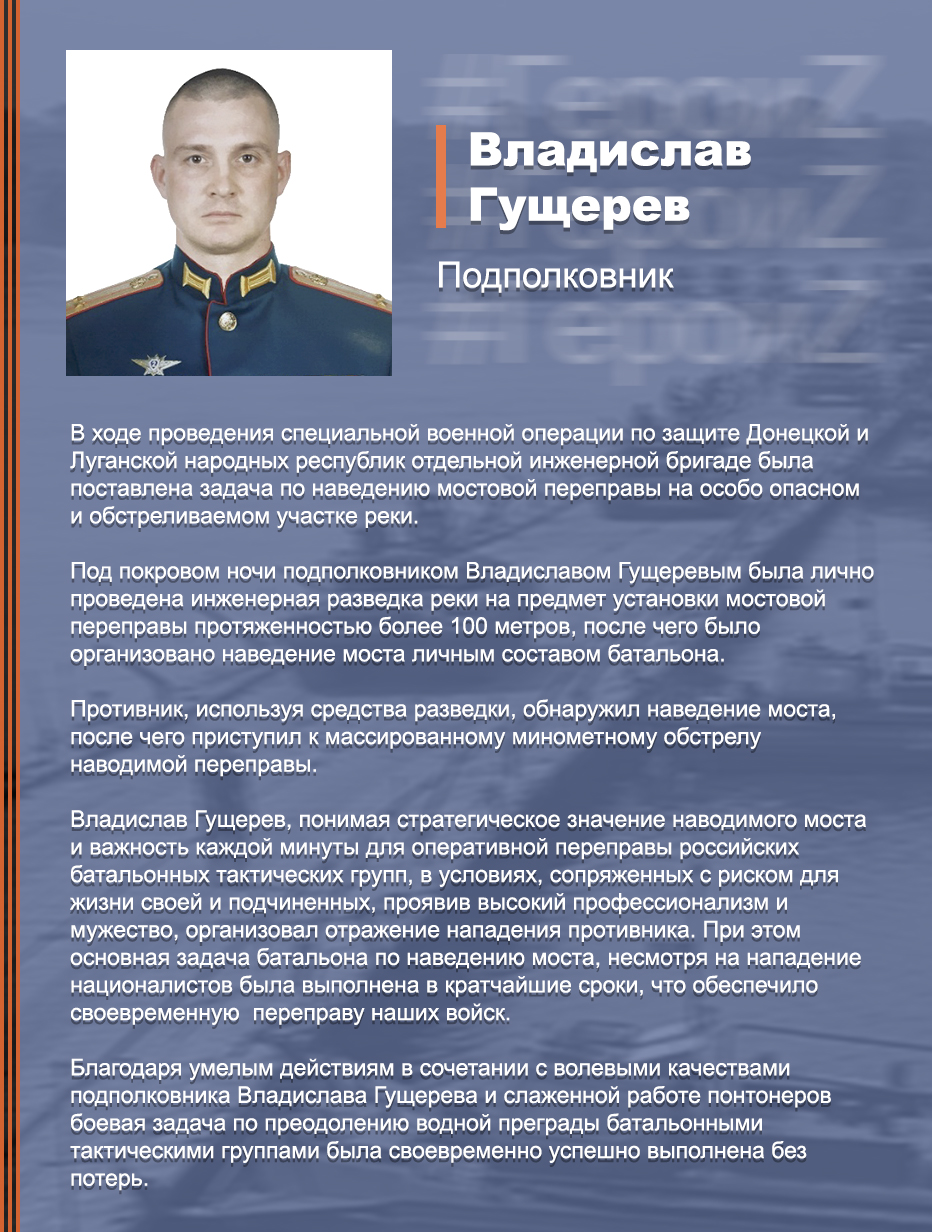 #ГероиZ
#ГероиZ
#ГероиZ
Владислав
Гущерев
Подполковник
В ходе проведения специальной военной операции по защите Донецкой и
Луганской народных республик отдельной инженерной бригаде была
поставлена задача по наведению мостовой переправы на особо опасном
и обстреливаемом участке реки.
Под покровом ночи подполковником Владиславом Гущеревым была лично
проведена инженерная разведка реки на предмет установки мостовой
переправы протяженностью более 100 метров, после чего было
организовано наведение моста личным составом батальона.
Противник, используя средства разведки, обнаружил наведение моста,
после чего приступил к массированному минометному обстрелу
наводимой переправы.
Владислав Гущерев, понимая стратегическое значение наводимого моста
и важность каждой минуты для оперативной переправы российских
батальонных тактических групп, в условиях, сопряженных с риском для
жизни своей и подчиненных, проявив высокий профессионализм и
мужество, организовал отражение нападения противника. При этом
основная задача батальона по наведению моста, несмотря на нападение
националистов была выполнена в кратчайшие сроки, что обеспечило
своевременную  переправу наших войск.
Благодаря умелым действиям в сочетании с волевыми качествами
подполковника Владислава Гущерева и слаженной работе понтонеров
боевая задача по преодолению водной преграды батальонными
тактическими группами была своевременно успешно выполнена без
потерь.